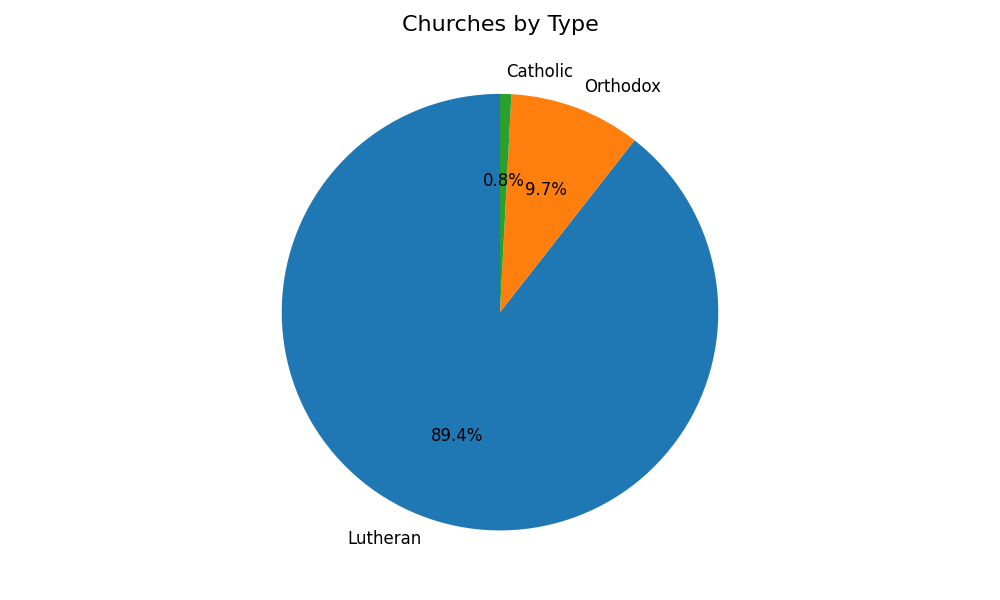 Churches by Type
Catholic
Orthodox
0.8%
9.7%
89.4%
Lutheran